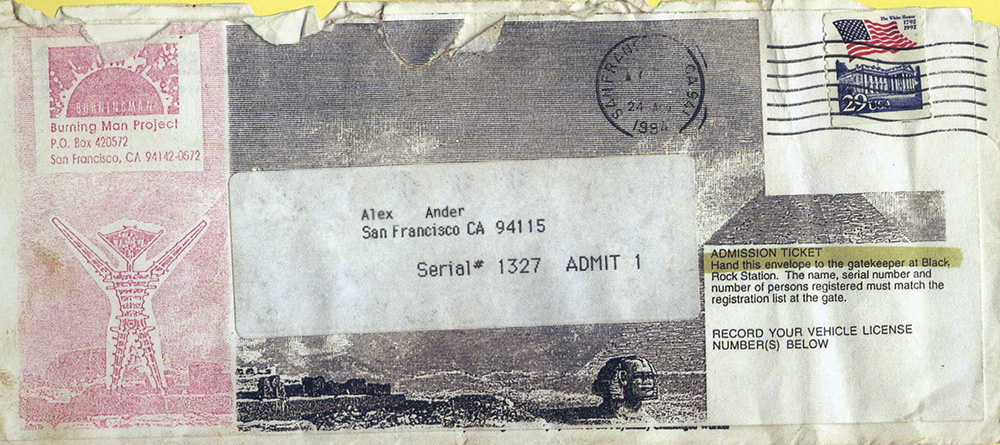 BURNINGMAN
Burning Man Project
P.O. Box 420572
San Francisco, CA 94142-0572
SAN FRANC
CA 941
24
1994
The White House
1792
1992
29 USA
Alex Ander
San Francisco CA 94115
Serial# 1327 ADMIT 1
ADMISSION TICKET
Hand this envelope to the gatekeeper at Black
Rock Station. The name, serial number and
number of persons registered must match the
registration list at the gate.
RECORD YOUR VEHICLE LICENSE
NUMBER(S) BELOW